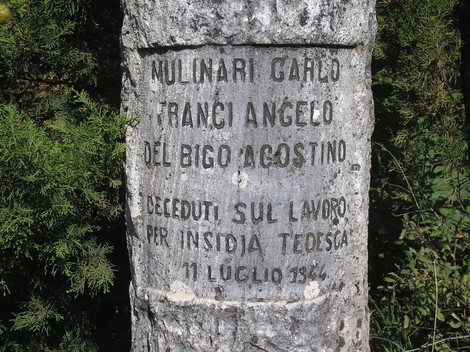 MULINARI CARLO
FRANCI ANGELO
DEL BIGO AGOSTINO
DECEDUTI SUL LAVORO
PER INSIDIA TEDESCA
11 LUGLIO 1944